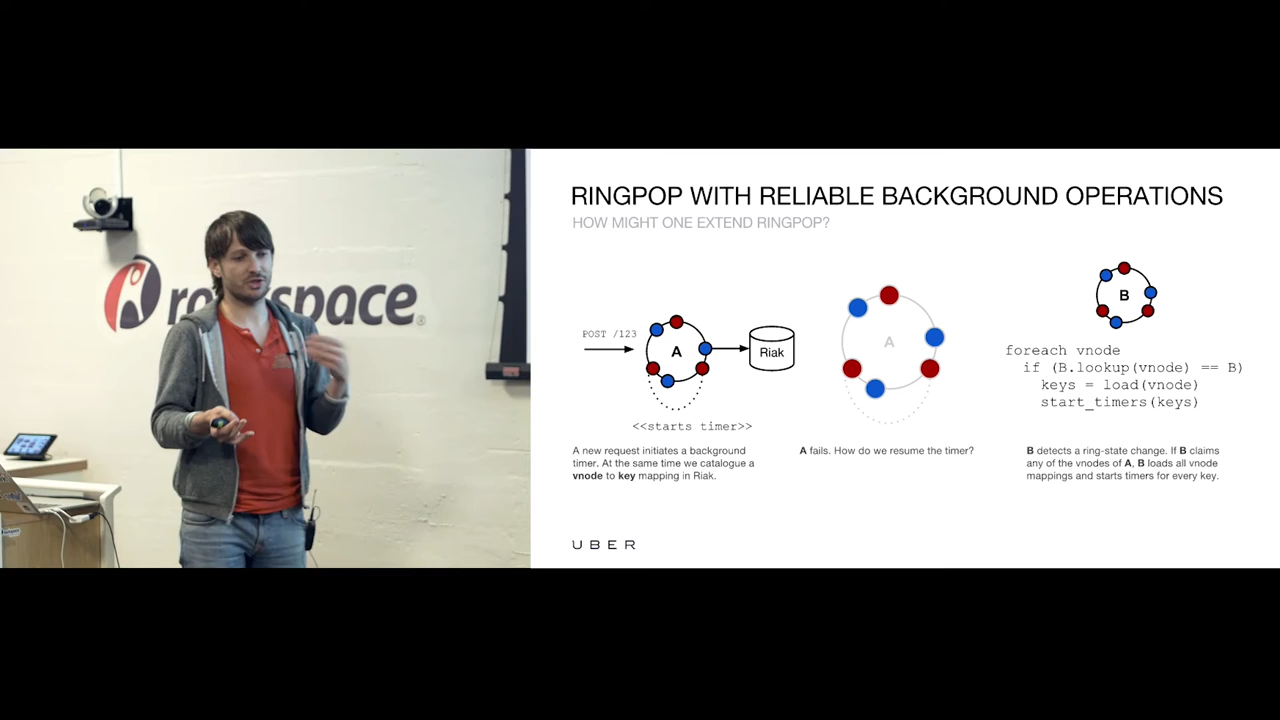 rackspace®
RINGPOP WITH RELIABLE BACKGROUND OPERATIONS
HOW MIGHT ONE EXTEND RINGPOP?
POST /123
A
Riak
<<starts timer>>
A new request initiates a background
timer. At the same time we catalogue a
vnode to key mapping in Riak.
A
A fails. How do we resume the timer?
B
foreach vnode
if (B.lookup(vnode) == B)
keys = load(vnode)
start_timers(keys)
B detects a ring-state change. If B claims
any of the vnodes of A, B loads all vnode
mappings and starts timers for every key.
UBER